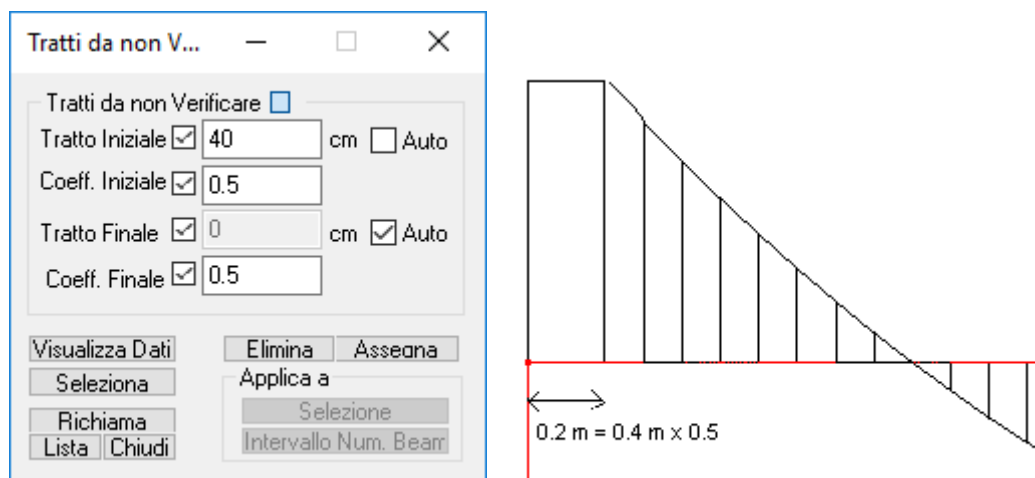 Tratti da non V...
Tratti da non Verificare
Tratto Iniziale 40 cm Auto
Coeff. Iniziale 0.5
Tratto Finale 0 cm Auto
Coeff. Finale 0.5
Visualizza Dati Elimina Assegna
Seleziona Applica a
Richiama Selezione
Lista Chiudi Intervallo Num. Beam
0.2 m = 0.4 m x 0.5